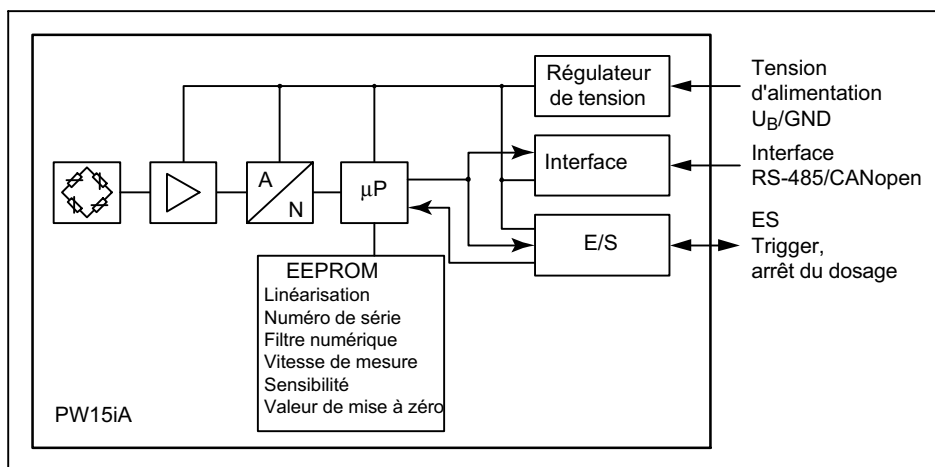 Régulateur
de tension
Tension
d'alimentation
UB/GND
Interface
Interface
RS-485/CANopen
A
N
µP
E/S
ES
Trigger,
arrêt du dosage
EEPROM
Linéarisation
Numéro de série
Filtre numérique
Vitesse de mesure
Sensibilité
Valeur de mise à zéro
PW15iA